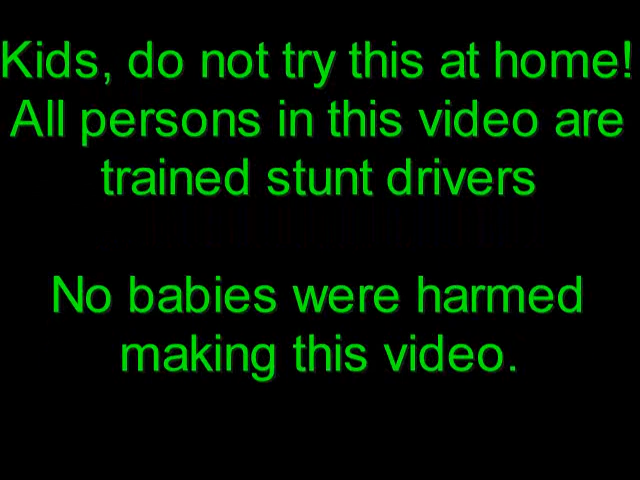 Kids, do not try this at home!
All persons in this video are
trained stunt drivers
No babies were harmed
making this video.